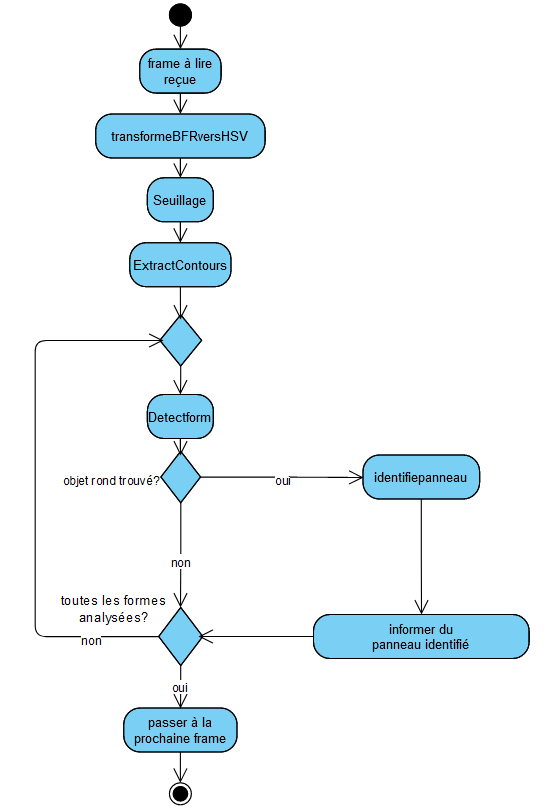 frame à lire
reçue
transformeBFRversHSV
Seuillage
ExtractContours
Detectform
objet rond trouvé?
oui
identifiepanneau
non
toutes les formes
analysées?
non
informer du
panneau identifié
oui
passer à la
prochaine frame